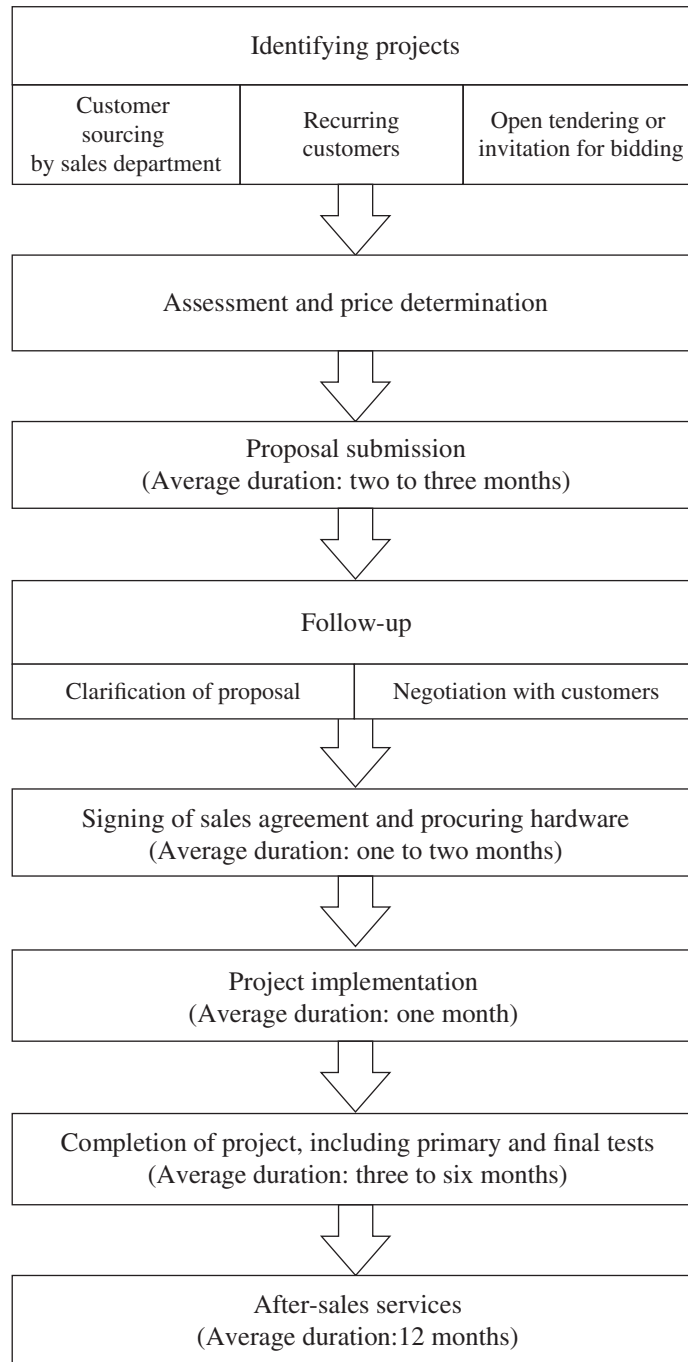 Identifying projects
Customer
sourcing
by sales department
Recurring
customers
Open tendering or
invitation for bidding
Assessment and price determination
Proposal submission
(Average duration: two to three months)
Follow-up
Clarification of proposal
Negotiation with customers
Signing of sales agreement and procuring hardware
(Average duration: one to two months)
Project implementation
(Average duration: one month)
Completion of project, including primary and final tests
(Average duration: three to six months)
After-sales services
(Average duration:12 months)